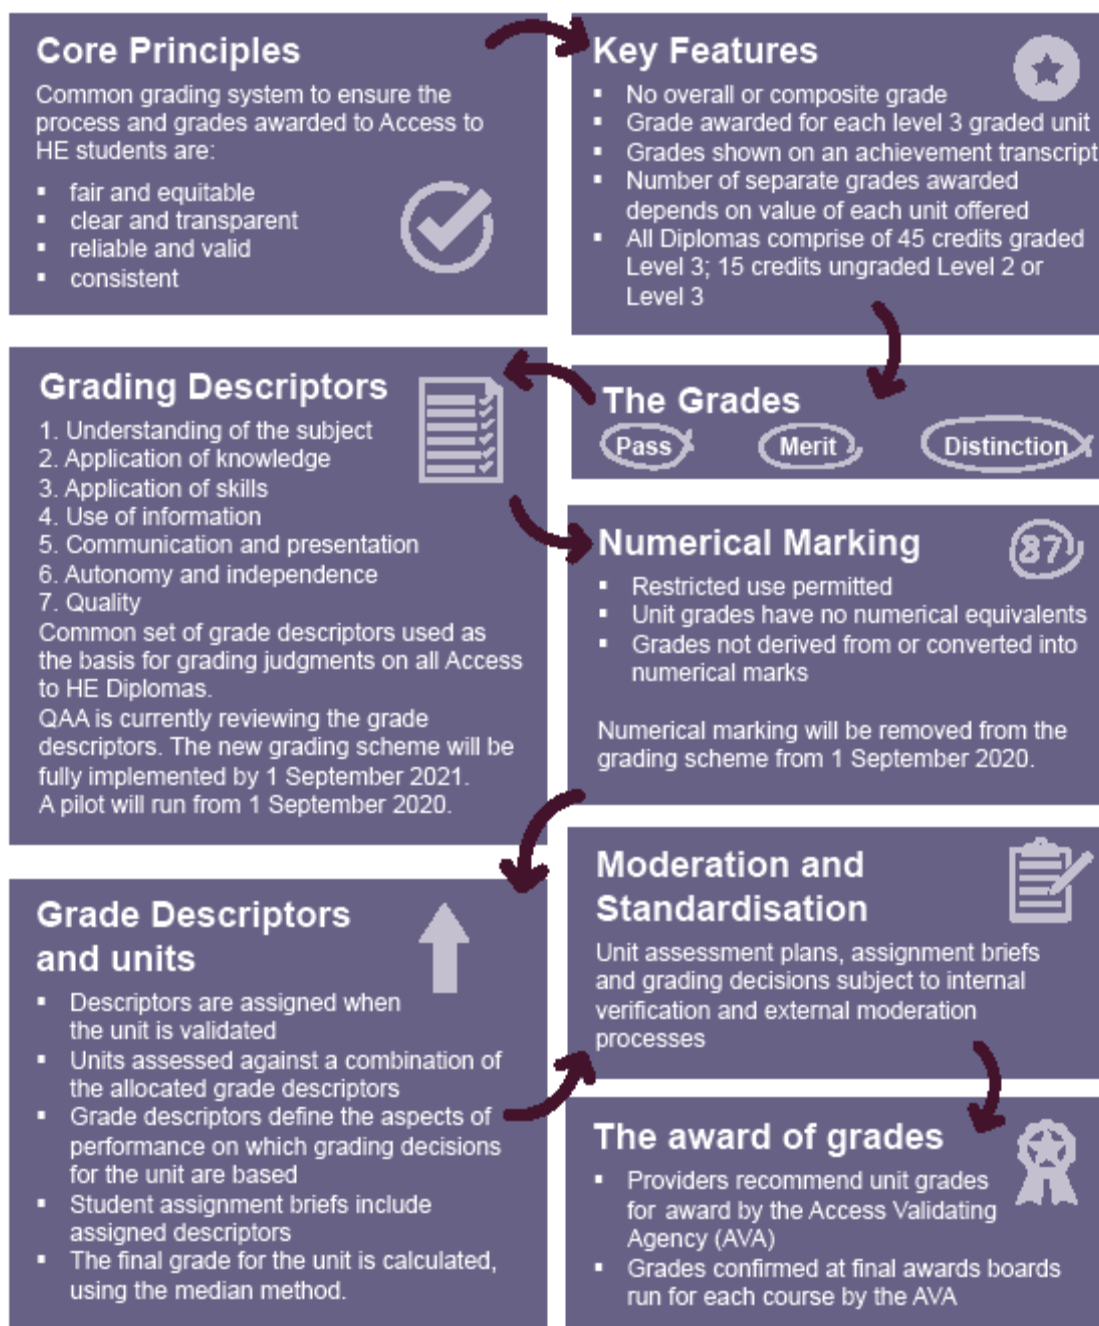 Core Principles
Common grading system to ensure the
process and grades awarded to Access to
HE students are:
▪ fair and equitable
▪ clear and transparent
▪ reliable and valid
▪ consistent
Key Features
▪ No overall or composite grade
▪ Grade awarded for each level 3 graded unit
▪ Grades shown on an achievement transcript
▪ Number of separate grades awarded
depends on value of each unit offered
▪ All Diplomas comprise of 45 credits graded
Level 3; 15 credits ungraded Level 2 or
Level 3
The Grades
Pass Merit Distinction
Grading Descriptors
1. Understanding of the subject
2. Application of knowledge
3. Application of skills
4. Use of information
5. Communication and presentation
6. Autonomy and independence
7. Quality
Common set of grade descriptors used as
the basis for grading judgments on all Access
to HE Diplomas.
QAA is currently reviewing the grade
descriptors. The new grading scheme will be
fully implemented by 1 September 2021.
A pilot will run from 1 September 2020.
Numerical Marking
87
▪ Restricted use permitted
▪ Unit grades have no numerical equivalents
▪ Grades not derived from or converted into
numerical marks
Numerical marking will be removed from the
grading scheme from 1 September 2020.
Grade Descriptors
and units
▪ Descriptors are assigned when
the unit is validated
▪ Units assessed against a combination of
the allocated grade descriptors
▪ Grade descriptors define the aspects of
performance on which grading decisions
for the unit are based
▪ Student assignment briefs include
assigned descriptors
▪ The final grade for the unit is calculated,
using the median method.
Moderation and
Standardisation
Unit assessment plans, assignment briefs
and grading decisions subject to internal
verification and external moderation
processes
The award of grades
▪ Providers recommend unit grades
for award by the Access Validating
Agency (AVA)
▪ Grades confirmed at final awards boards
run for each course by the AVA